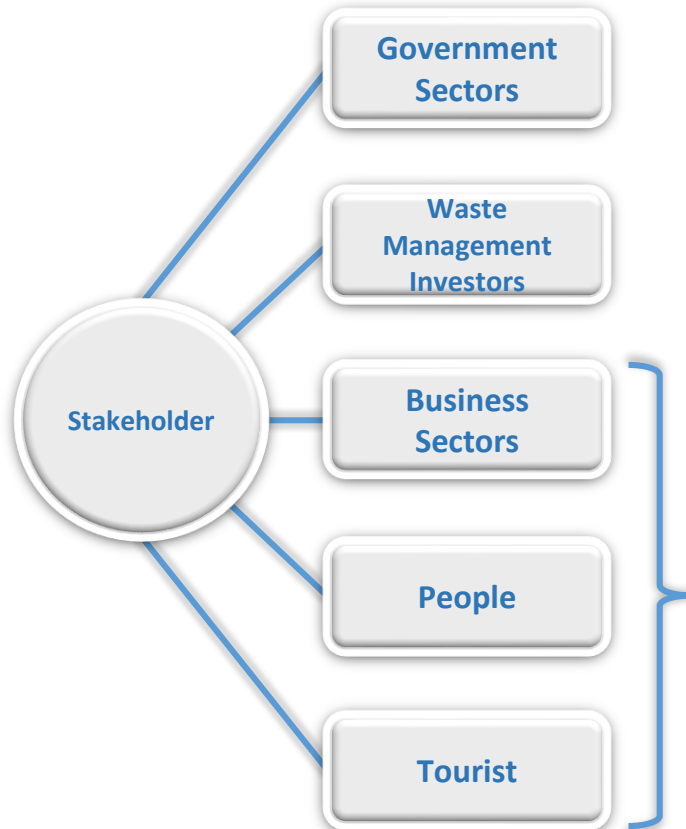 Government
Sectors
Waste
Management
Investors
Stakeholder
Business
Sectors
People
Tourist